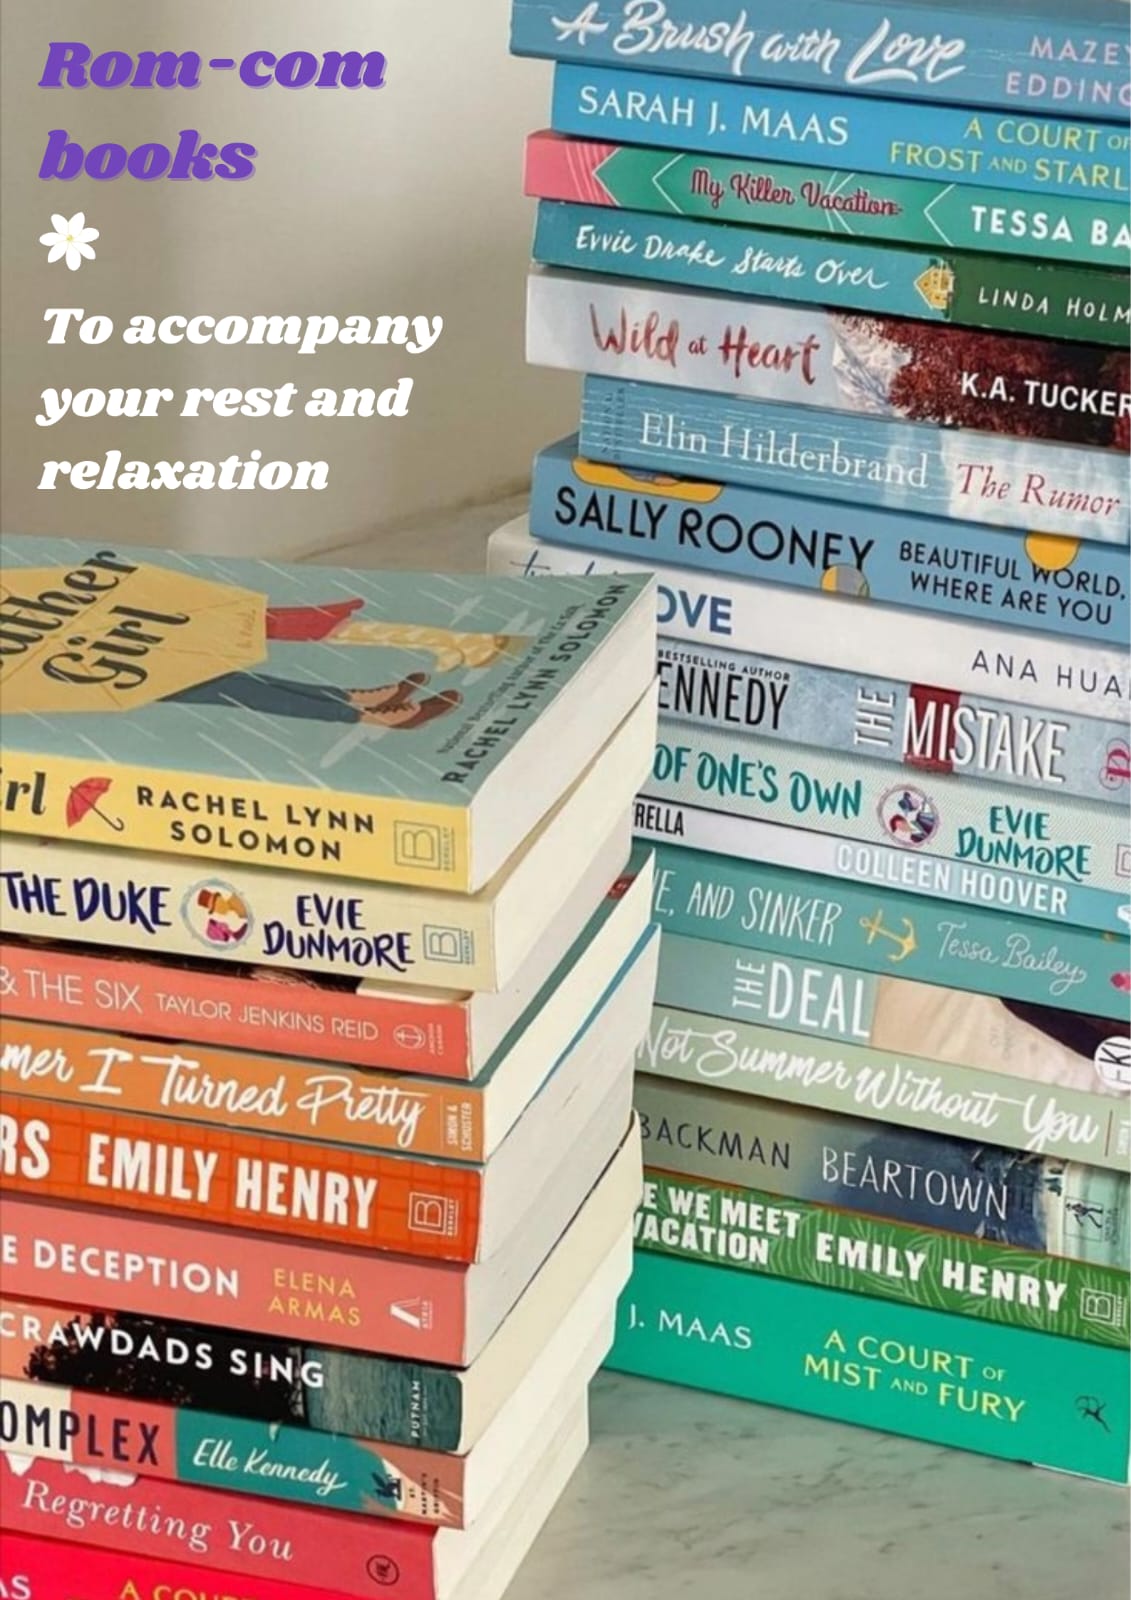 Rom-com
books
To accompany
your rest and
relaxation
A Brush with Love MAZEY
EDDING
SARAH J. MAAS A COURT OF
FROST AND STARL
My Killer Vacation TESSA BA
Evvie Drake Starts Over LINDA HOLM
Wild at Heart K.A. TUCKER
Elin Hilderbrand The Rumor
SALLY ROONEY BEAUTIFUL WORLD,
WHERE ARE YOU
OVE ANA HUA
BESTSELLING AUTHOR
ENNEDY THE MISTAKE
OF ONE'S OWN EVIE
DUNMORE
RELLA COLLEEN HOOVER
E, AND SINKER Tessa Bailey
THE DEAL
Not Summer Without You
BACKMAN BEARTOWN
E WE MEET
VACATION EMILY HENRY
J. MAAS A COURT OF
MIST AND FURY
ather
Girl
RACHEL LYNN SOLOMON
rl RACHEL LYNN
SOLOMON
THE DUKE EVIE
DUNMORE
& THE SIX TAYLOR JENKINS REID
mer I Turned Pretty SIMON &
SCHUSTER
RS EMILY HENRY
E DECEPTION ELENA
ARMAS
CRAWDADS SING PUTNAM
OMPLEX Elle Kennedy
Regretting You
AS A COU